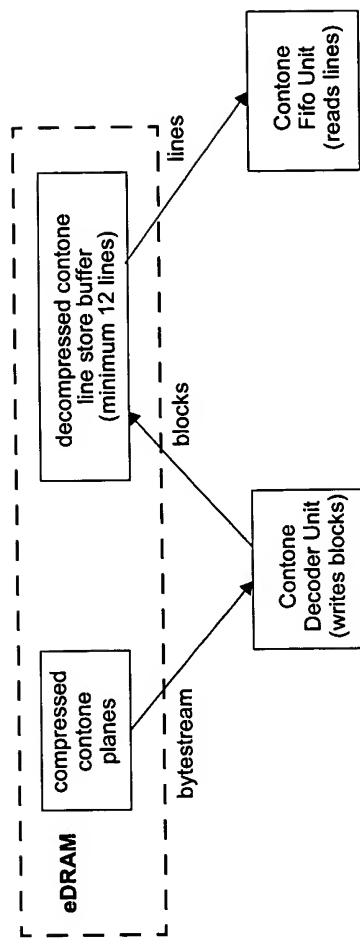 eDRAM
compressed
contone
planes
decompressed contone
line store buffer
(minimum 12 lines)
bytestream
blocks
lines
Contone
Decoder Unit
(writes blocks)
Contone
Fifo Unit
(reads lines)